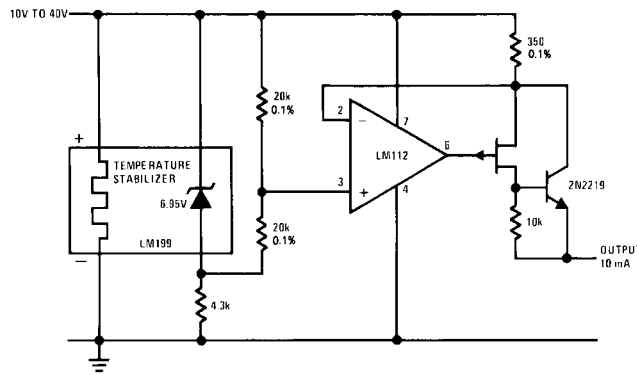 10V TO 40V
350
0.1%
20k
0.1%
2
7
+
TEMPERATURE
STABILIZER
−
LM112
6
6.95V
3
+
4
2N2219
20k
0.1%
10k
LM199
−
OUTPUT
10 mA
4.3k